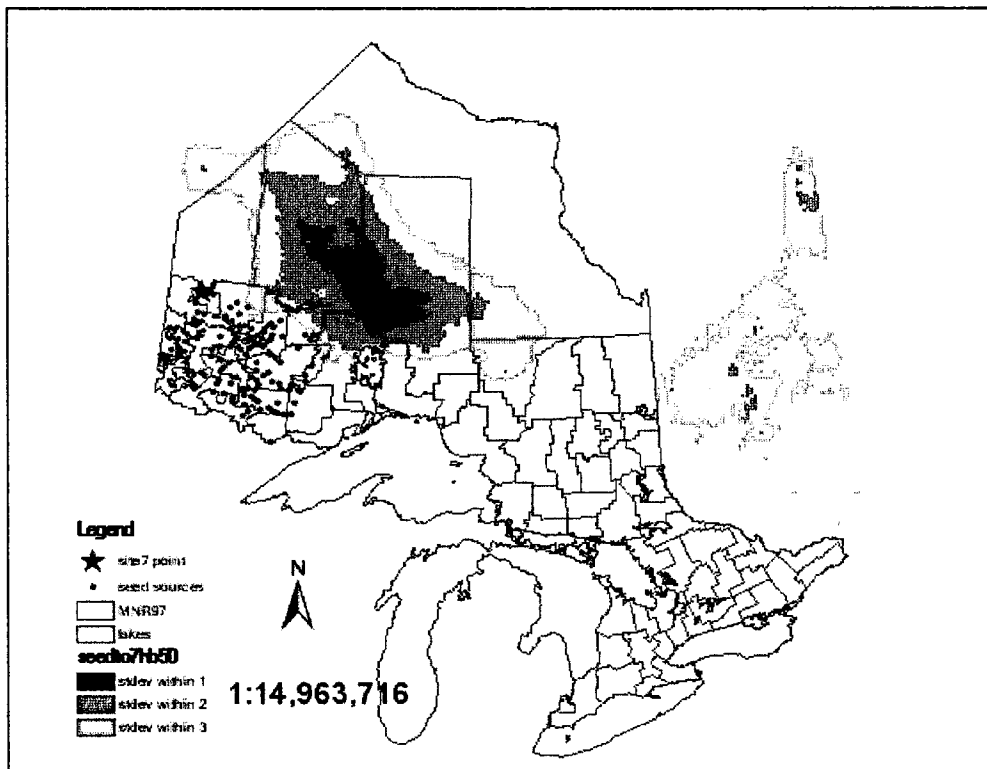 Legend
site7 point
seed sources
MNR97
lakes
seedto7hb50
stdev within 1
stdev within 2
stdev within 3
N
1:14,963,716